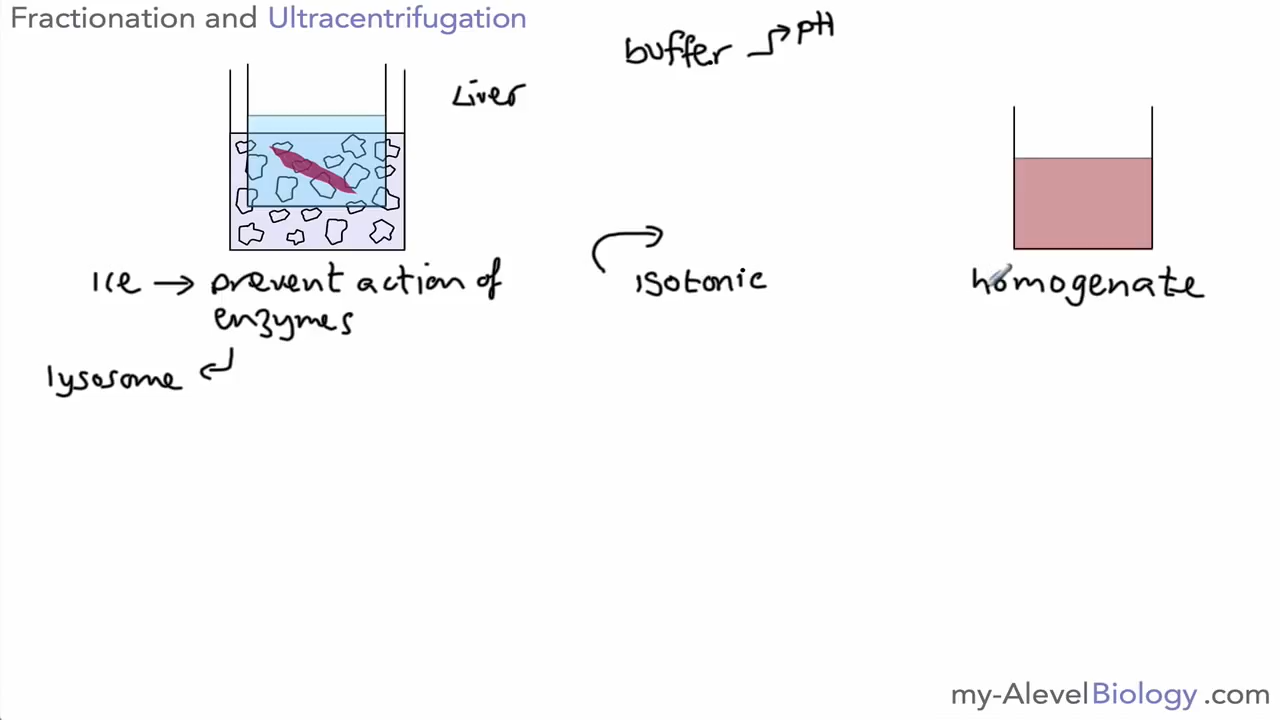 Fractionation and Ultracentrifugation
buffer → pH
Liver
Ice → prevent action of
enzymes
lysosome
isotonic
homogenate
my-AlevelBiology.com